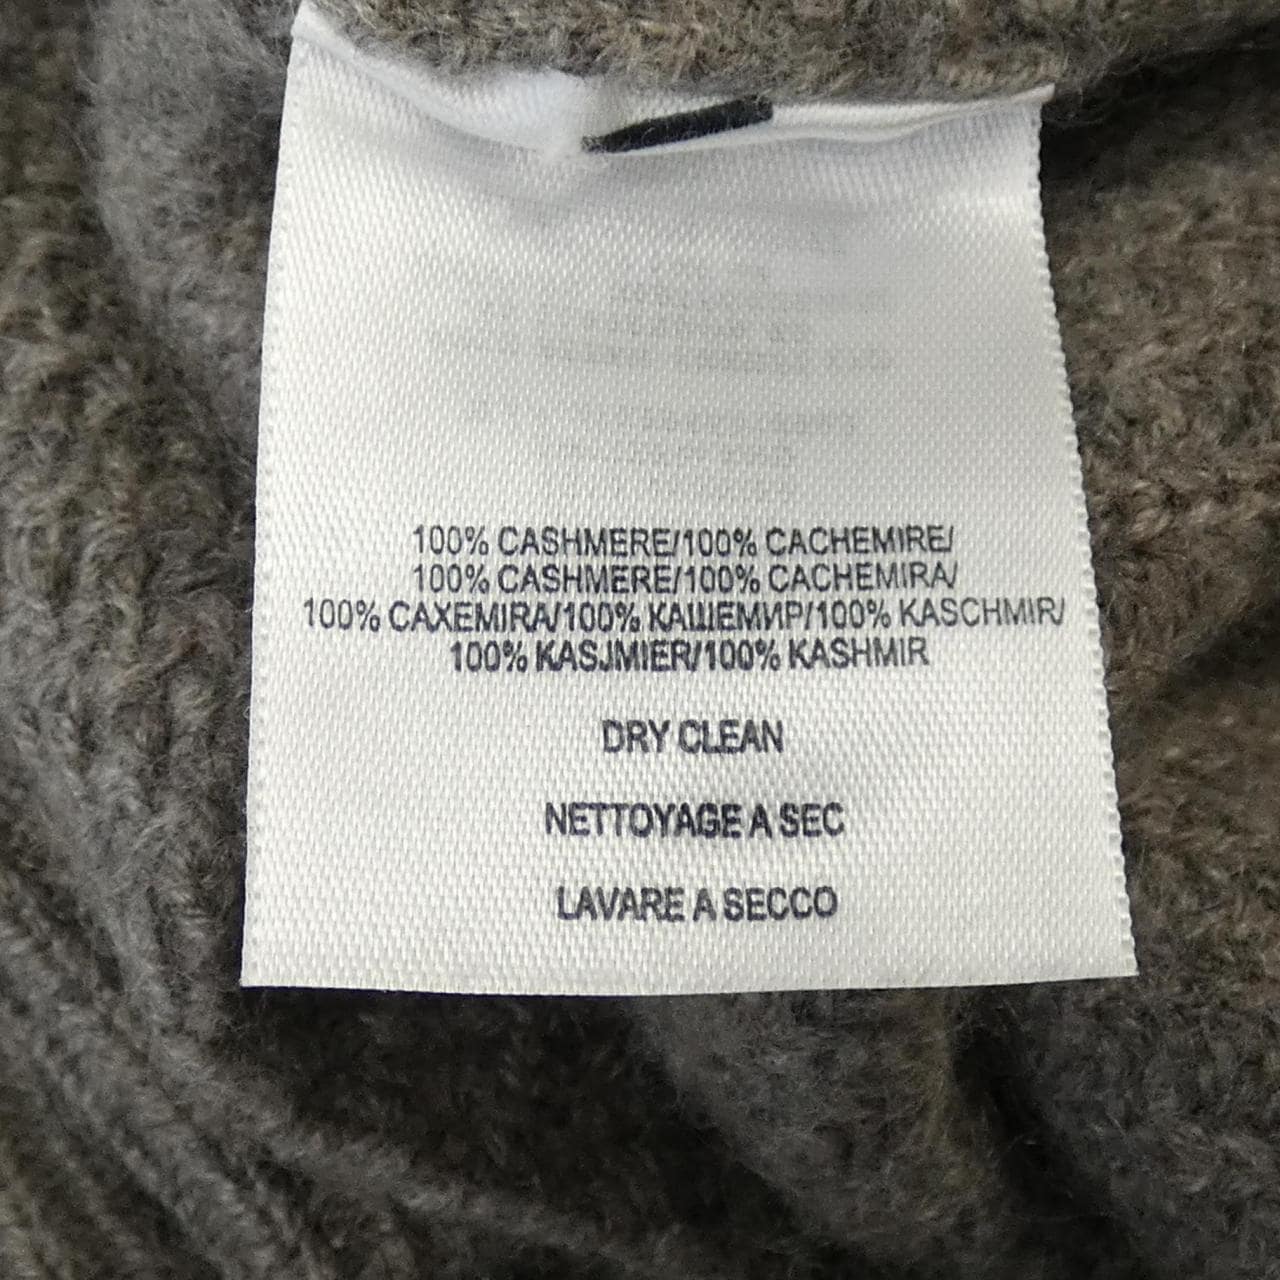 100% CASHMERE/100% CACHEMIRE/
100% CASHMERE/100% CACHEMIRA/
100% CAXEMIRA/100% КАШЕМИР/100% KASCHMIR/
100% KASJMIER/100% KASHMIR
DRY CLEAN
NETTOYAGE A SEC
LAVARE A SECCO